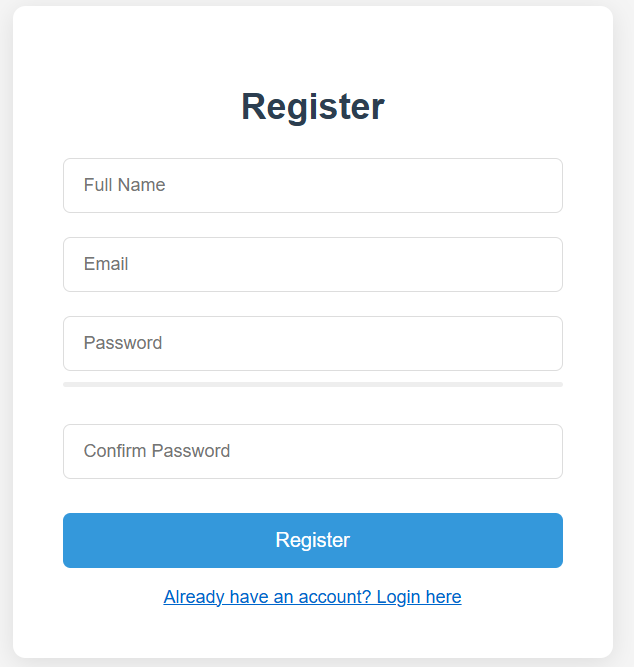 Register
Full Name
Email
Password
Confirm Password
Register
Already have an account? Login here